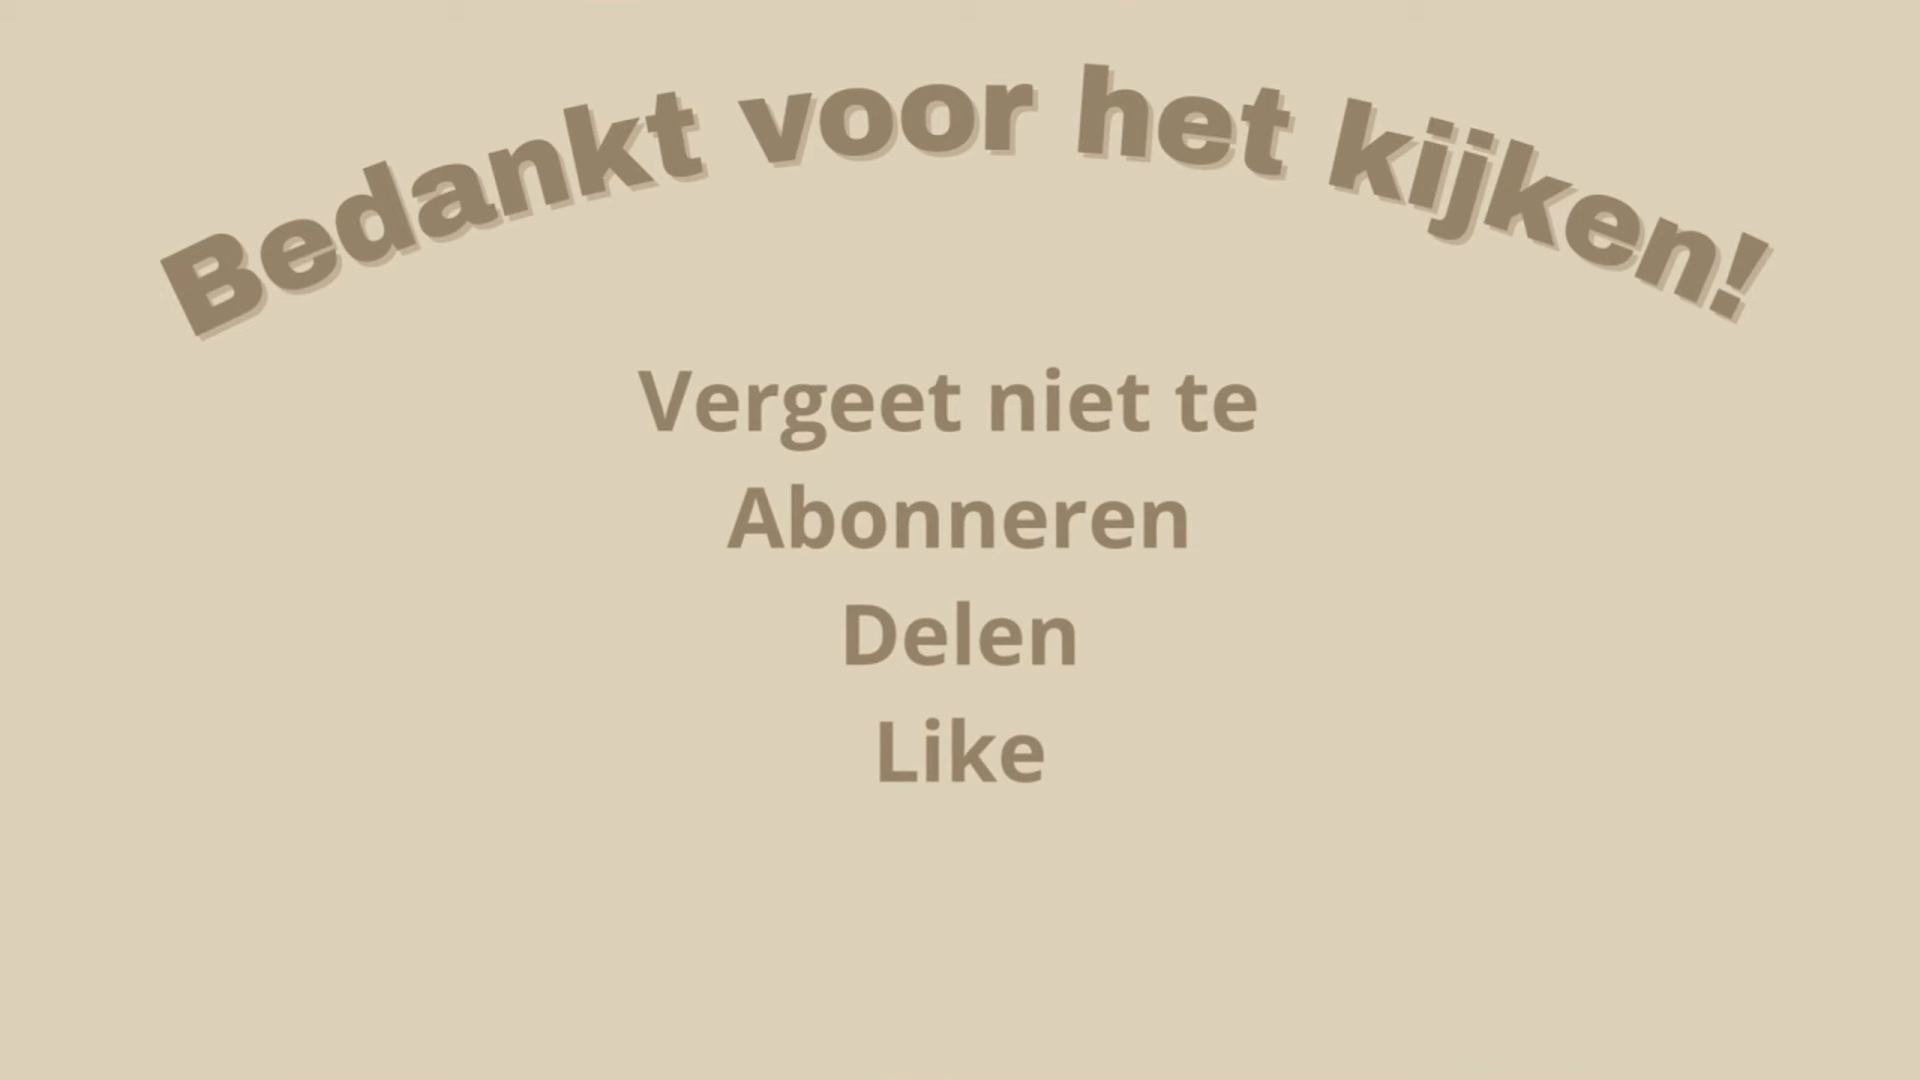 Bedankt voor het kijken!
Vergeet niet te
Abonneren
Delen
Like